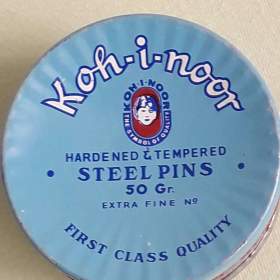 Koh-i-noor
KOH-I-NOOR
THE SYMBOL OF QUALITY
HARDENED & TEMPERED
• STEEL PINS •
50 Gr.
EXTRA FINE Nº
FIRST CLASS QUALITY